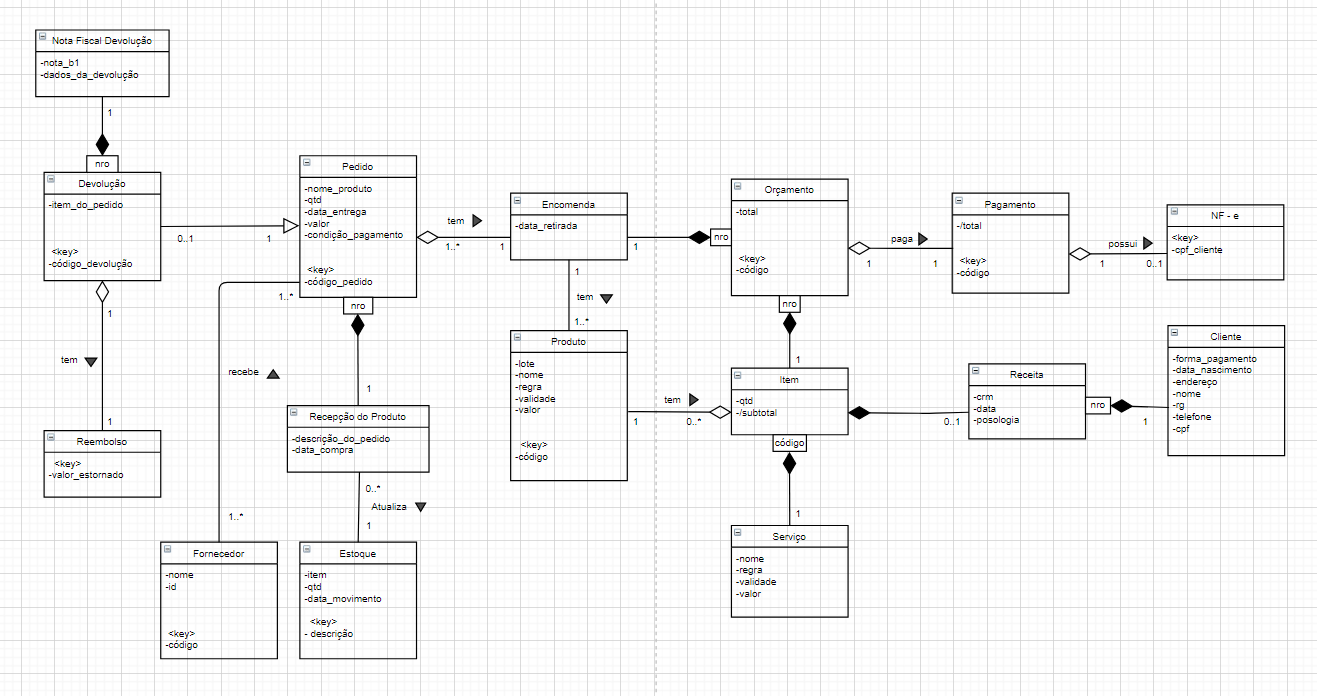 Nota Fiscal Devolução
-nota_b1
-dados_da_devolução
1
nro
Devolução
-item_do_pedido
<key>
-código_devolução
0..1
1
1
tem
1
Reembolso
<key>
-valor_estornado
Pedido
-nome_produto
-qtd
-data_entrega
-valor
-condição_pagamento
<key>
-código_pedido
nro
1..*
recebe
1..*
Fornecedor
-nome
-id
<key>
-código
1
Recepção do Produto
-descrição_do_pedido
-data_compra
0..*
Atualiza
1
Estoque
-item
-qtd
-data_movimento
<key>
- descrição
tem
1..*
1
Encomenda
-data_retirada
1
1
tem
1..*
Produto
-lote
-nome
-regra
-validade
-valor
<key>
-código
tem
1
0..*
nro
Orçamento
-total
<key>
-código
nro
1
Item
-qtd
-/subtotal
código
1
Serviço
-nome
-regra
-validade
-valor
paga
1
1
Pagamento
-/total
<key>
-código
possui
1
0..1
NF - e
<key>
-cpf_cliente
0..1
Receita
-crm
-data
-posologia
nro
1
Cliente
-forma_pagamento
-data_nascimento
-endereço
-nome
-rg
-telefone
-cpf